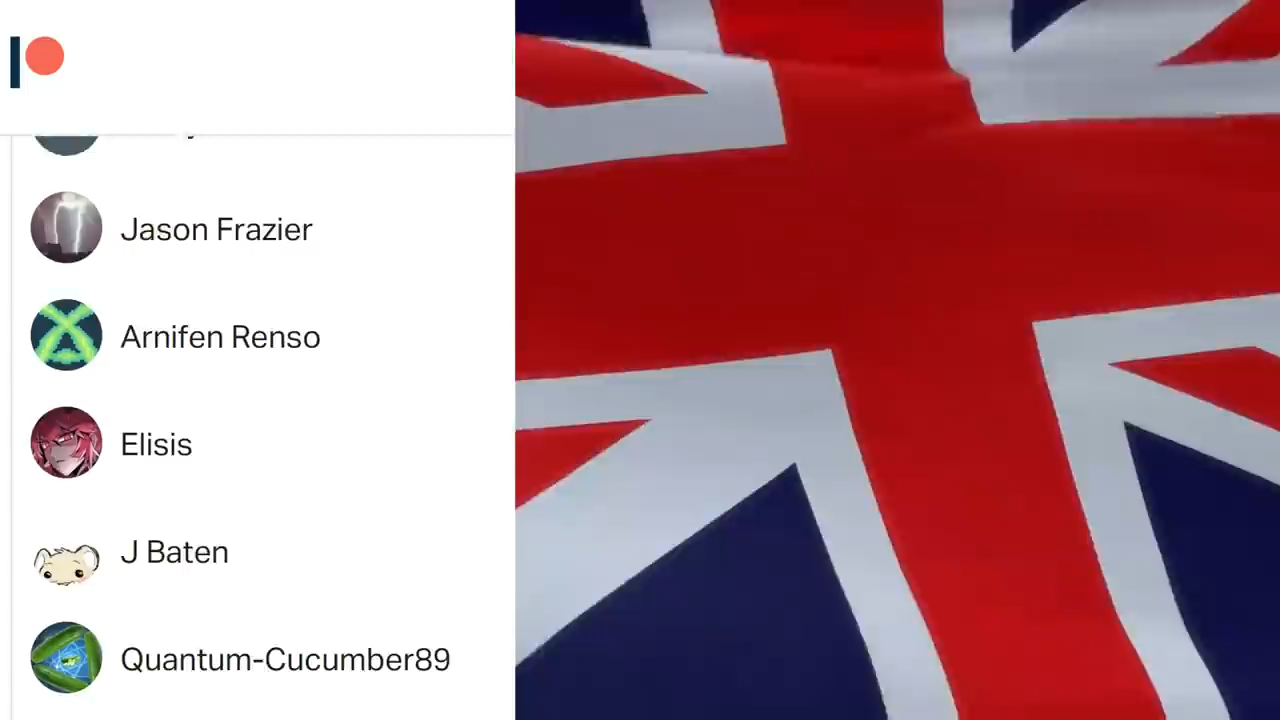 Jason Frazier
Arnifen Renso
Elisis
J Baten
Quantum-Cucumber89